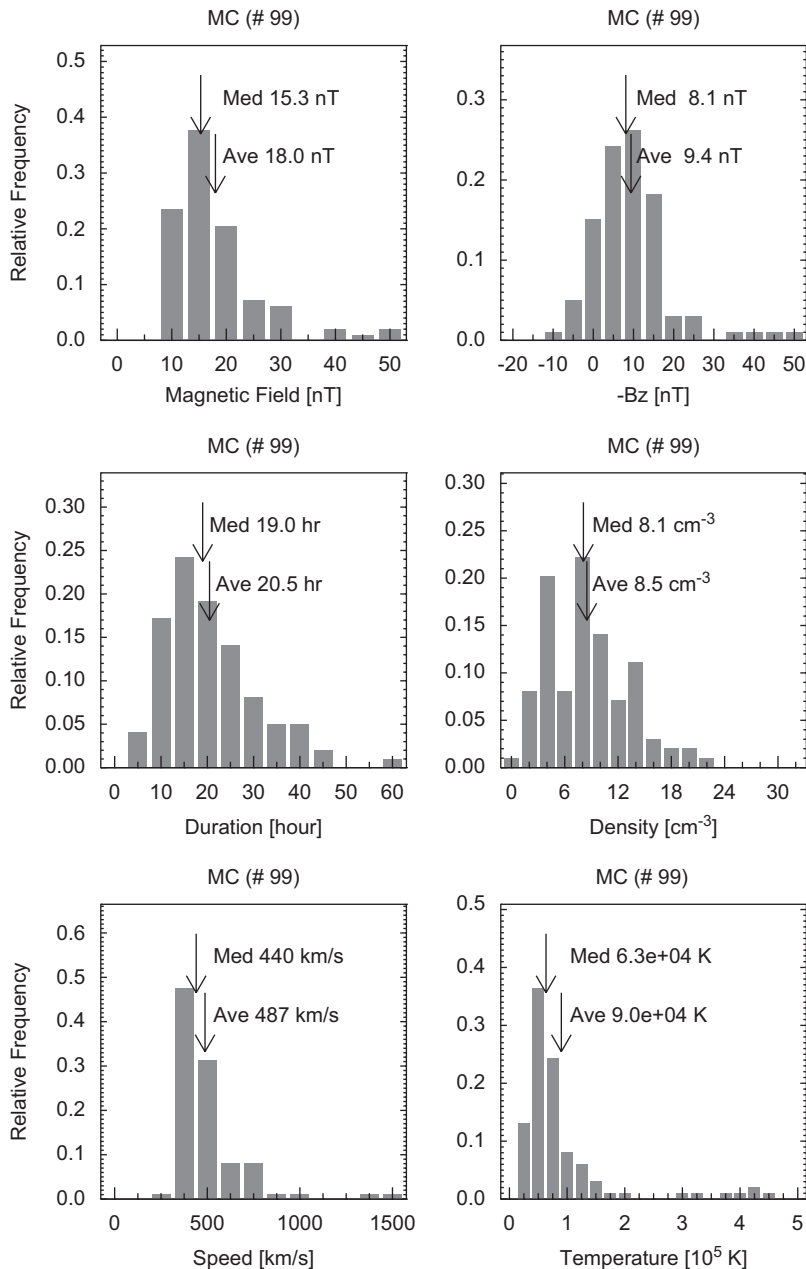 MC (# 99)
MC (# 99)
Relative Frequency
0.5
0.4
0.3
0.2
0.1
0.0
Med 15.3 nT
Ave 18.0 nT
0 10 20 30 40 50
Magnetic Field [nT]
0.3
0.2
0.1
0.0
Med 8.1 nT
Ave 9.4 nT
-20 -10 0 10 20 30 40 50
-Bz [nT]
MC (# 99)
MC (# 99)
Relative Frequency
0.30
0.25
0.20
0.15
0.10
0.05
0.00
Med 19.0 hr
Ave 20.5 hr
0 10 20 30 40 50 60
Duration [hour]
0.30
0.25
0.20
0.15
0.10
0.05
0.00
Med 8.1 cm⁻³
Ave 8.5 cm⁻³
0 6 12 18 24 30
Density [cm⁻³]
MC (# 99)
MC (# 99)
Relative Frequency
0.6
0.5
0.4
0.3
0.2
0.1
0.0
Med 440 km/s
Ave 487 km/s
0 500 1000 1500
Speed [km/s]
0.5
0.4
0.3
0.2
0.1
0.0
Med 6.3e+04 K
Ave 9.0e+04 K
0 1 2 3 4 5
Temperature [10⁵ K]